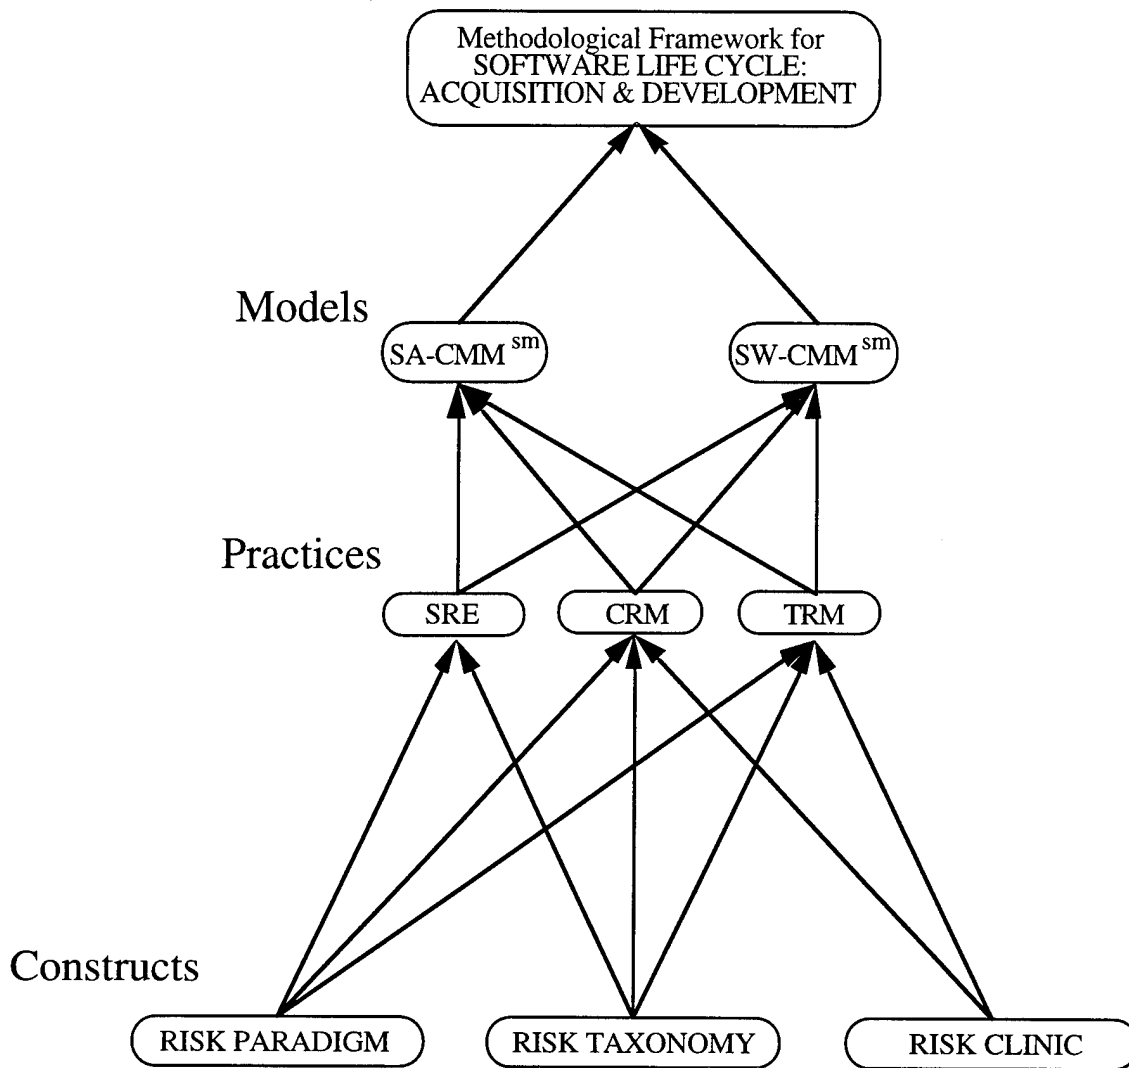 Methodological Framework for
SOFTWARE LIFE CYCLE:
ACQUISITION & DEVELOPMENT
Models
SA-CMM sm
SW-CMM sm
Practices
SRE
CRM
TRM
Constructs
RISK PARADIGM
RISK TAXONOMY
RISK CLINIC